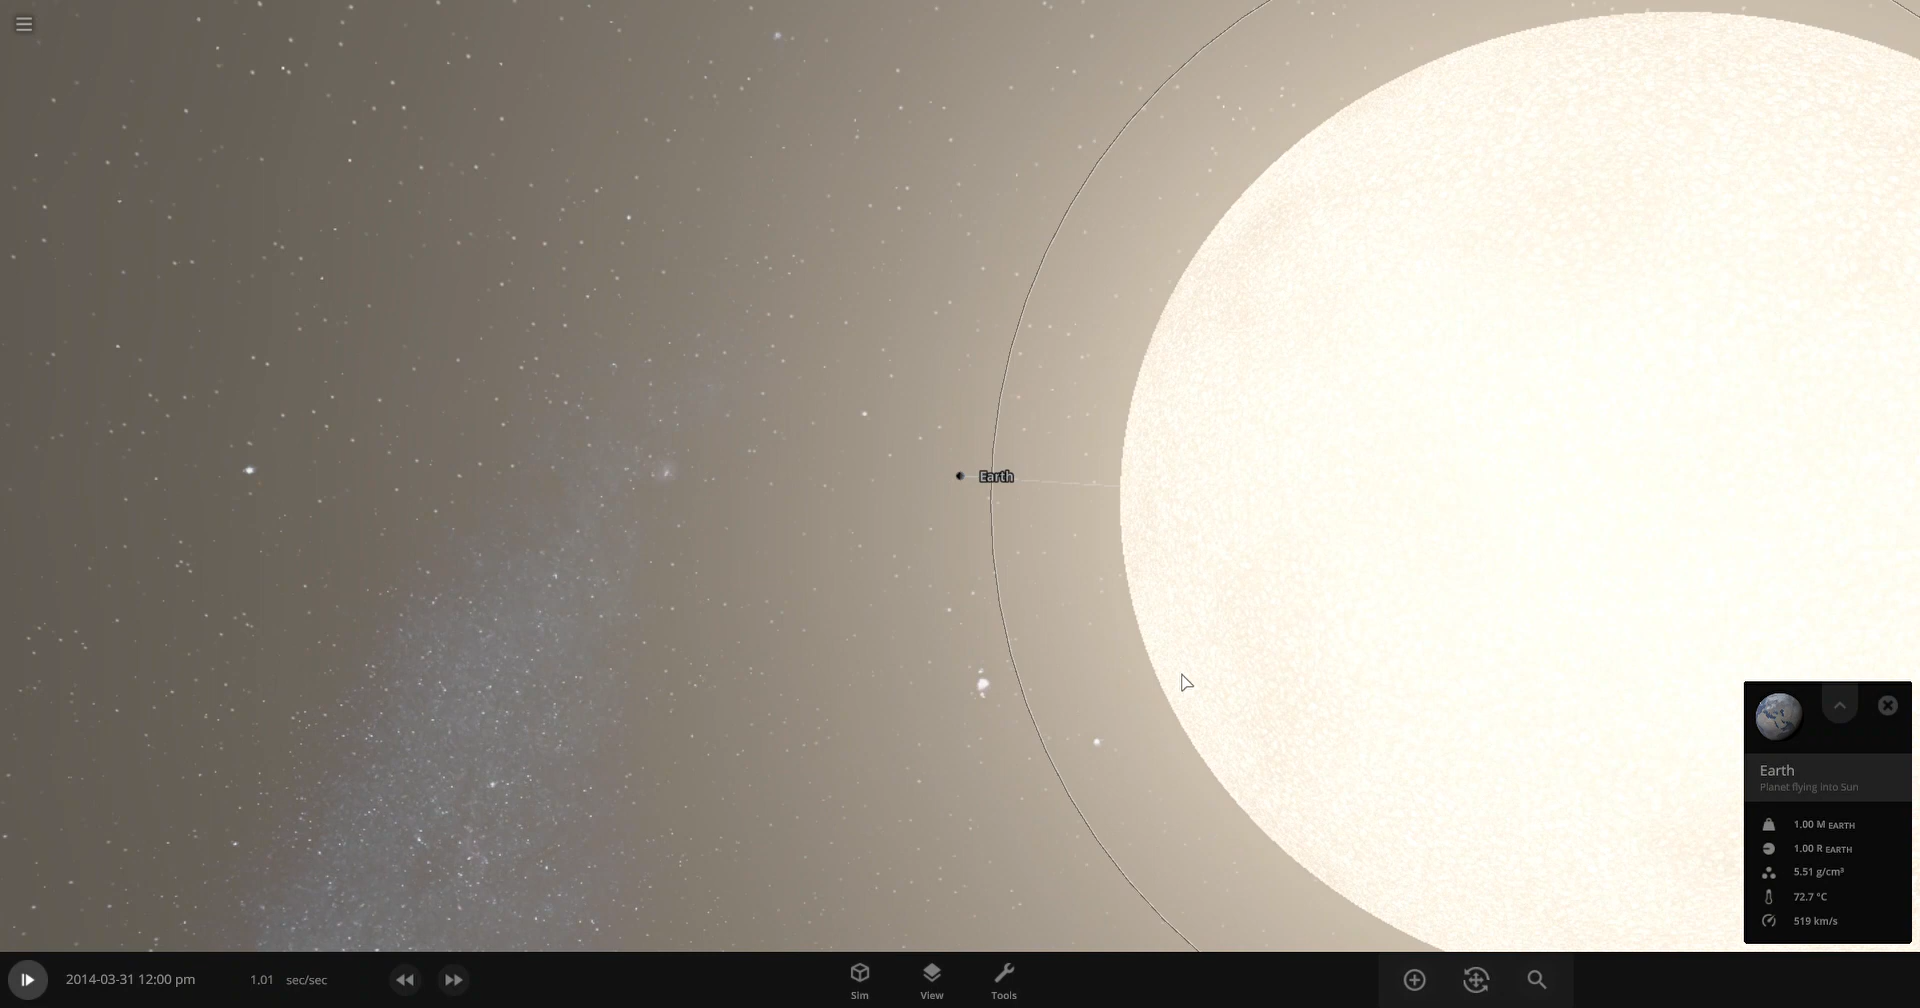 Earth
Earth
Planet flying into Sun
1.00 M EARTH
1.00 R EARTH
5.51 g/cm³
72.7 °C
519 km/s
2014-03-31 12:00 pm
1.01 sec/sec
Sim
View
Tools